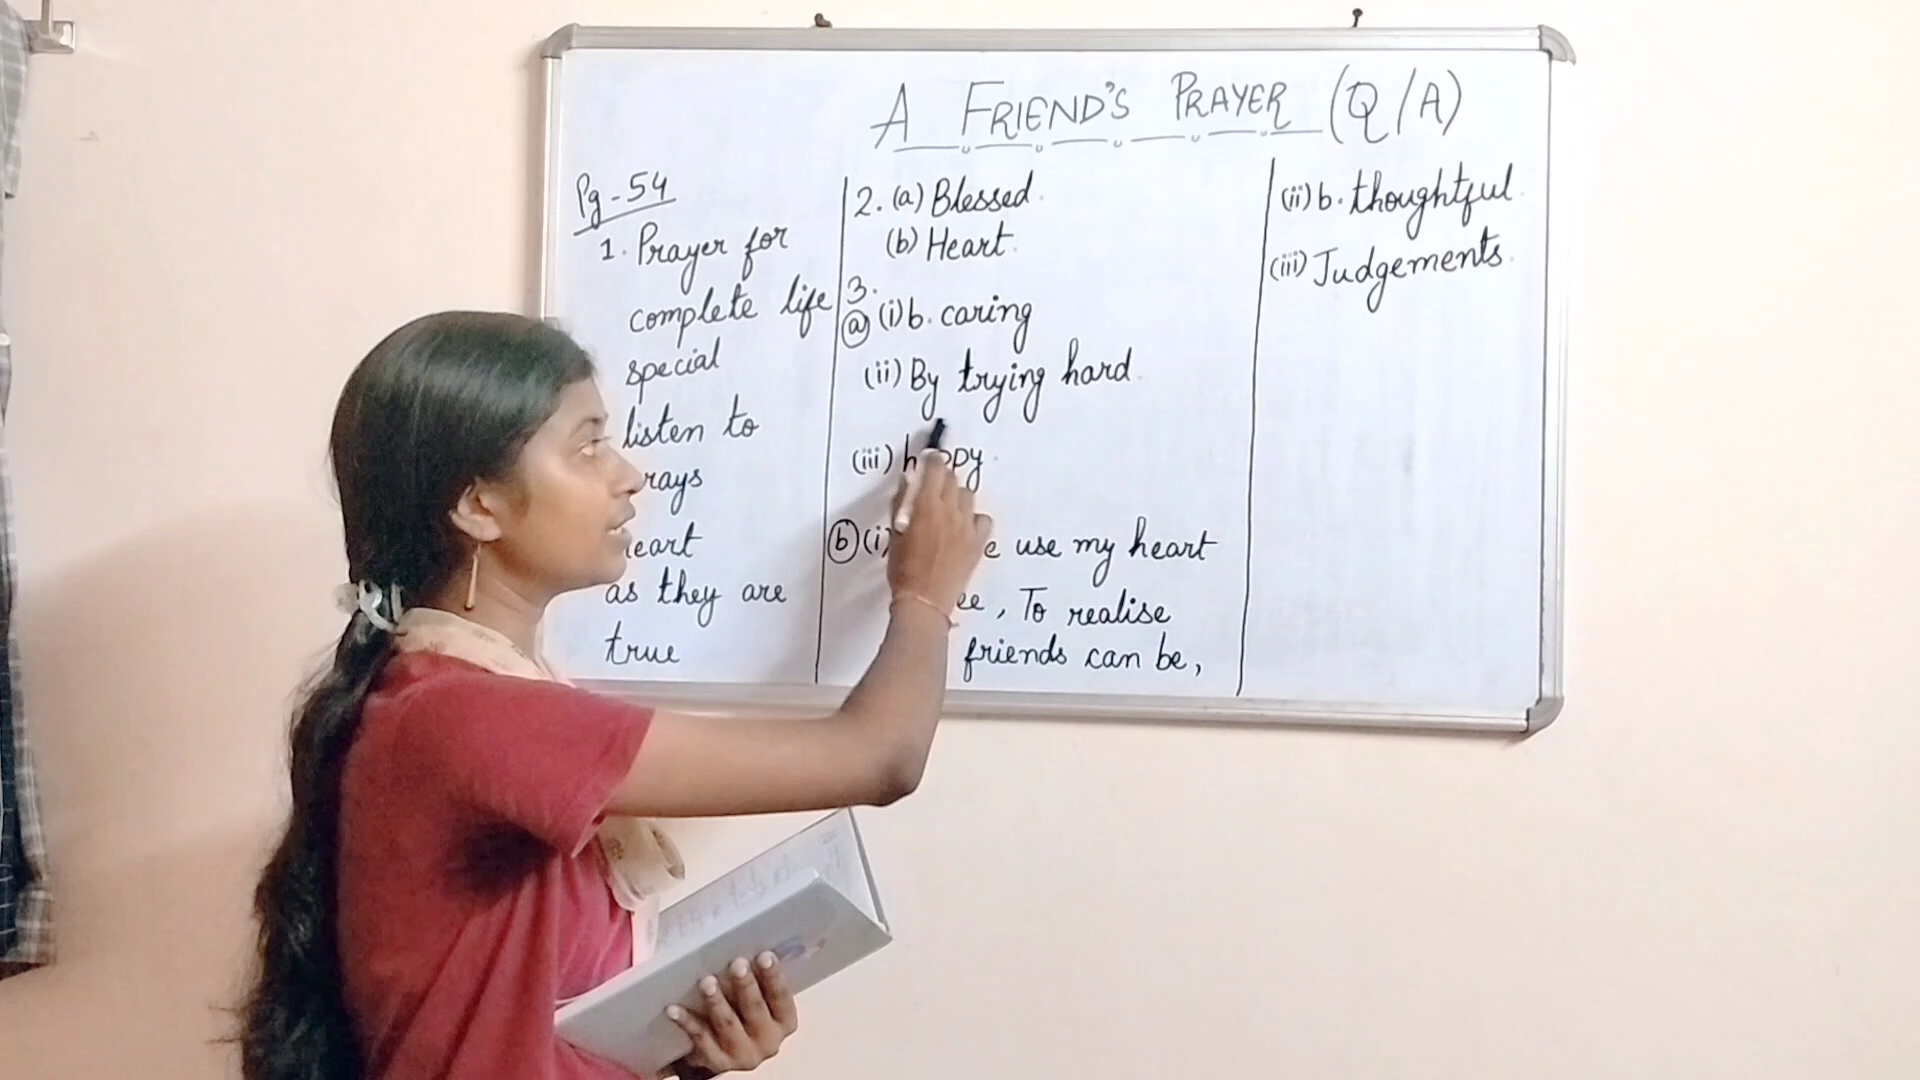 A FRIEND'S PRAYER (Q/A)
Pg-54
1. Prayer for
complete life
special
listen to
as they are
true
2. (a) Blessed.
(b) Heart.
3.
(a) (i) b. caring
(ii) By trying hard.
(iii)
(b) (i) use my heart
, To realise
friends can be,
(ii) b. thoughtful.
(iii) Judgements.